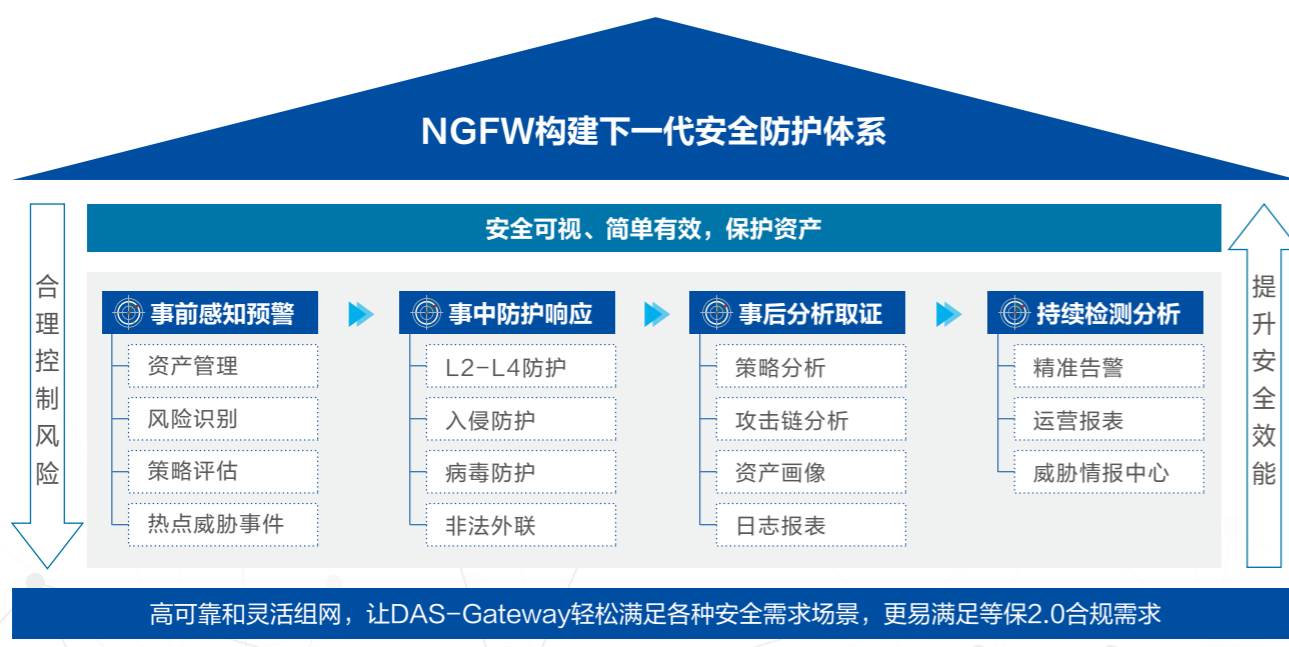 NGFW构建下一代安全防护体系
安全可视、简单有效，保护资产
合理控制风险
事前感知预警
资产管理
风险识别
策略评估
热点威胁事件
事中防护响应
L2-L4防护
入侵防护
病毒防护
非法外联
事后分析取证
策略分析
攻击链分析
资产画像
日志报表
持续检测分析
精准告警
运营报表
威胁情报中心
提升安全效能
高可靠和灵活组网，让DAS-Gateway轻松满足各种安全需求场景，更易满足等保2.0合规需求